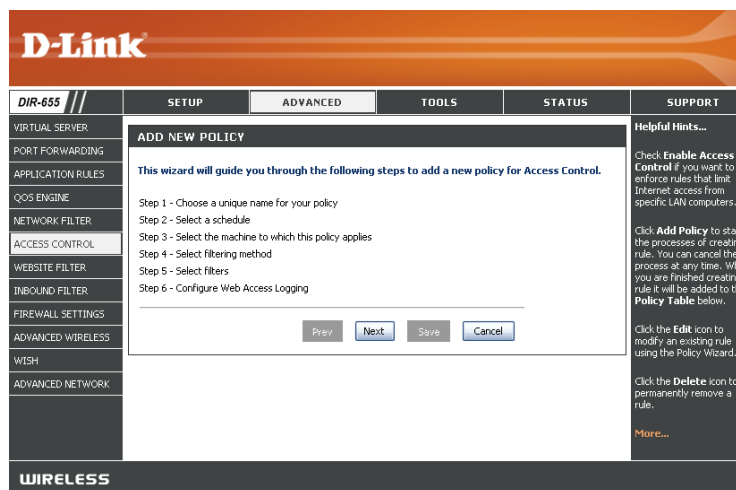 D-Link
DIR-655
SETUP
ADVANCED
TOOLS
STATUS
SUPPORT
VIRTUAL SERVER
PORT FORWARDING
APPLICATION RULES
QOS ENGINE
NETWORK FILTER
ACCESS CONTROL
WEBSITE FILTER
INBOUND FILTER
FIREWALL SETTINGS
ADVANCED WIRELESS
WISH
ADVANCED NETWORK
ADD NEW POLICY
This wizard will guide you through the following steps to add a new policy for Access Control.
Step 1 - Choose a unique name for your policy
Step 2 - Select a schedule
Step 3 - Select the machine to which this policy applies
Step 4 - Select filtering method
Step 5 - Select filters
Step 6 - Configure Web Access Logging
Prev
Next
Save
Cancel
Helpful Hints...
Check Enable Access
Control if you want to
enforce rules that limit
Internet access from
specific LAN computers.
Click Add Policy to sta
the processes of creatin
rule. You can cancel the
process at any time. Wh
you are finished creatin
rule it will be added to t
Policy Table below.
Click the Edit icon to
modify an existing rule
using the Policy Wizard.
Click the Delete icon to
permanently remove a
rule.
More...
WIRELESS